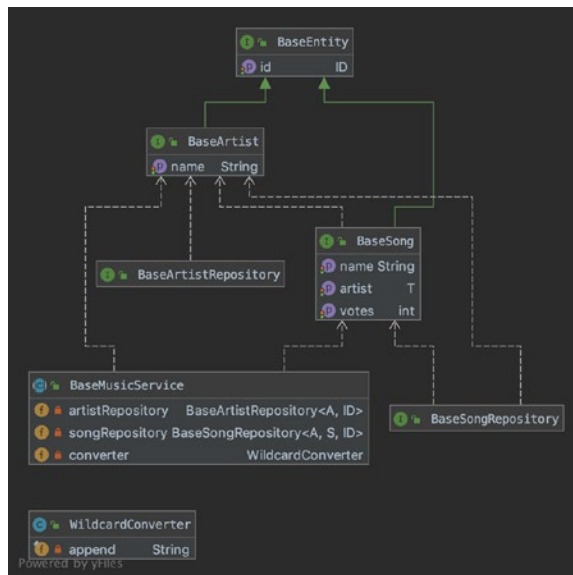 BaseEntity
id ID
BaseArtist
name String
BaseSong
name String
artist T
votes int
BaseArtistRepository
BaseMusicService
artistRepository BaseArtistRepository<A, ID>
songRepository BaseSongRepository<A, S, ID>
converter WildcardConverter
BaseSongRepository
WildcardConverter
append String
Powered by yFiles